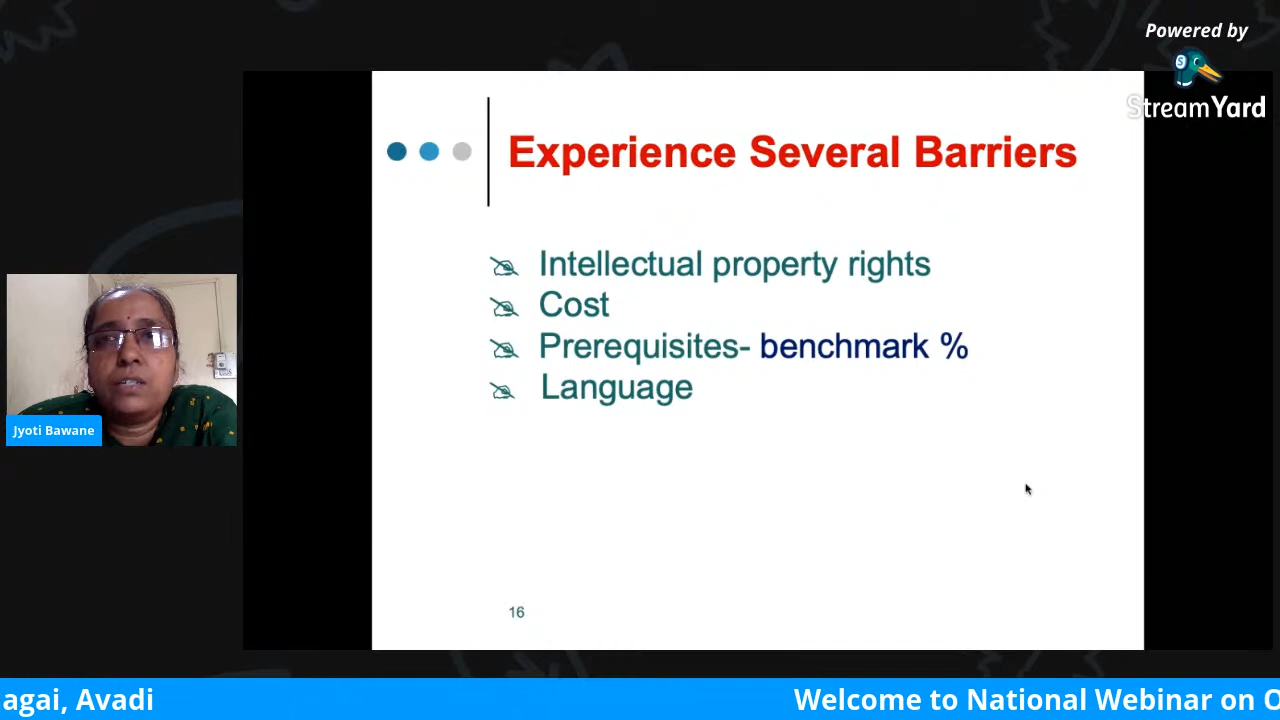 Powered by
StreamYard
Experience Several Barriers
Intellectual property rights
Cost
Prerequisites- benchmark %
Language
Jyoti Bawane
16
agai, Avadi
Welcome to National Webinar on O